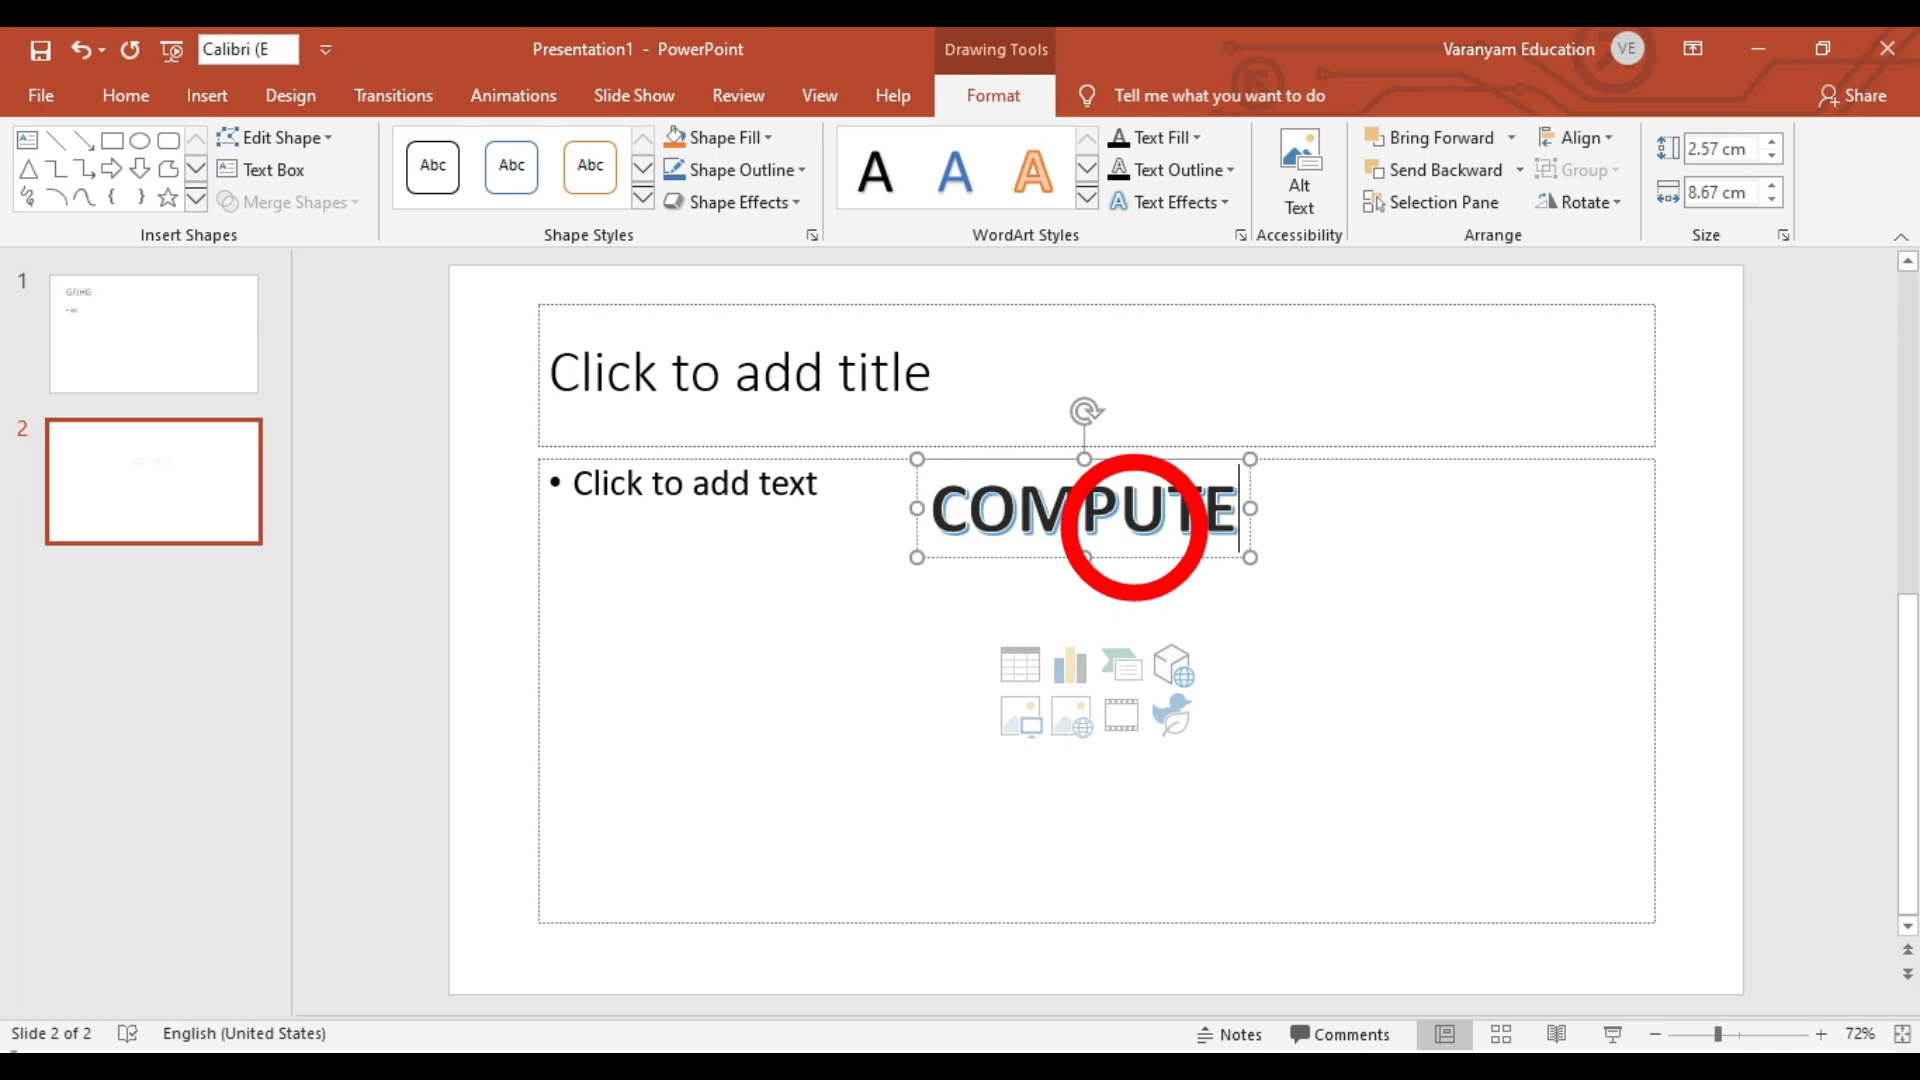 Calibri (E
Presentation1 - PowerPoint
Drawing Tools
Varanyam Education
VE
File
Home
Insert
Design
Transitions
Animations
Slide Show
Review
View
Help
Format
Tell me what you want to do
Share
Edit Shape
Text Box
Merge Shapes
Insert Shapes
Abc
Abc
Abc
Shape Fill
Shape Outline
Shape Effects
Shape Styles
A
A
A
Text Fill
Text Outline
Text Effects
WordArt Styles
Alt
Text
Accessibility
Bring Forward
Send Backward
Selection Pane
Align
Group
Rotate
Arrange
2.57 cm
8.67 cm
Size
1
GFJHG
2
Click to add title
• Click to add text
COMPUTE
Slide 2 of 2
English (United States)
Notes
Comments
72%